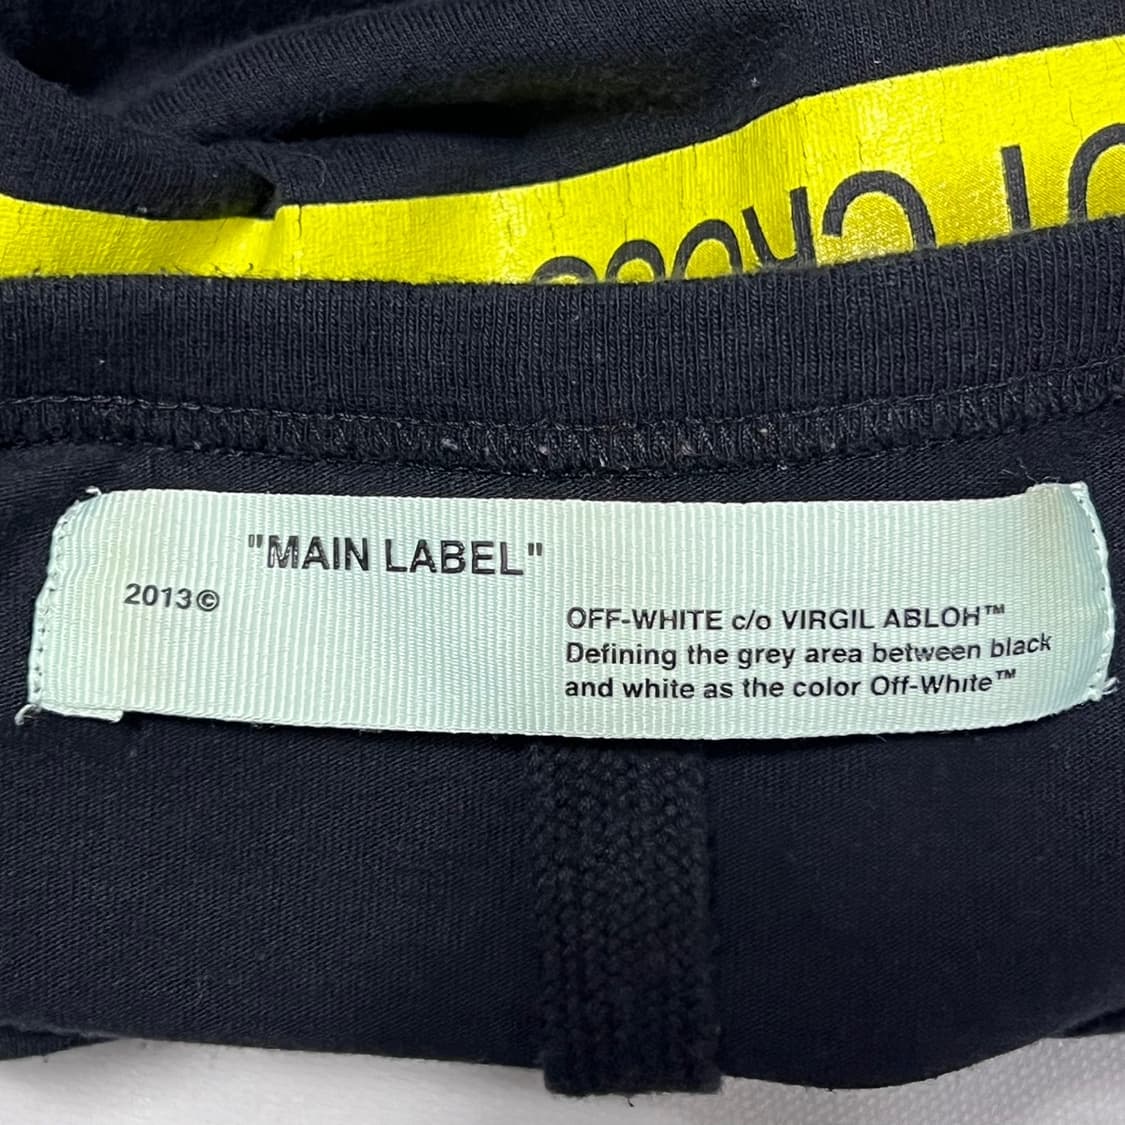 "MAIN LABEL"
2013©
OFF-WHITE c/o VIRGIL ABLOH™
Defining the grey area between black
and white as the color Off-White™